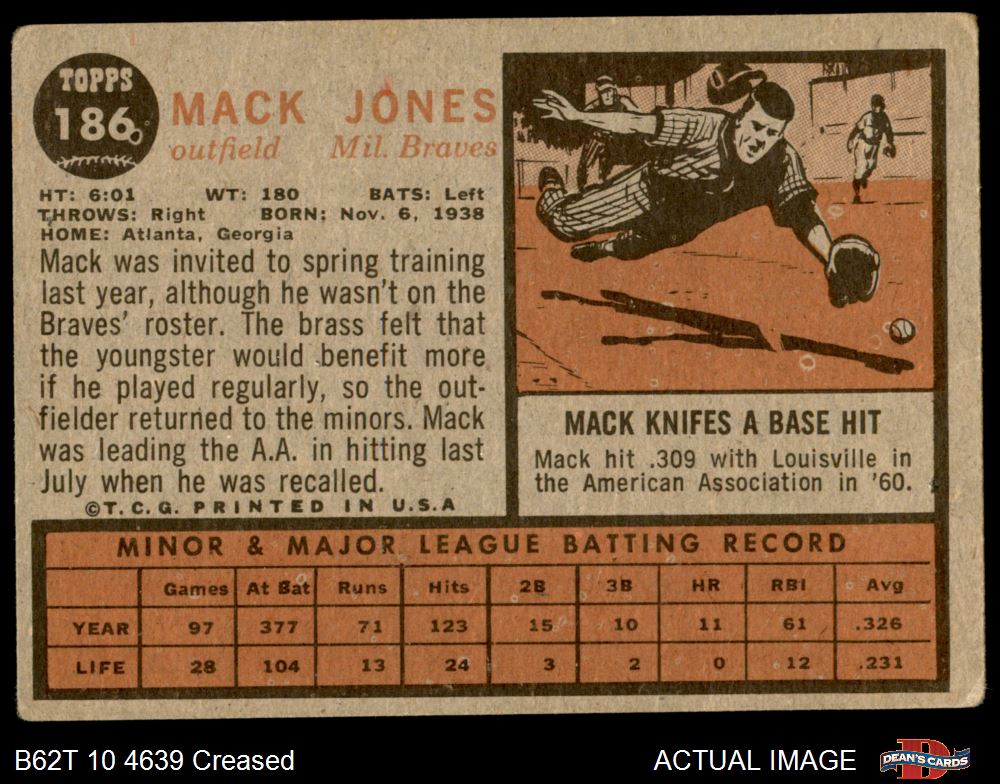 TOPPS
186
MACK JONES
outfield Mil. Braves
HT: 6:01 WT: 180 BATS: Left
THROWS: Right BORN: Nov. 6, 1938
HOME: Atlanta, Georgia
Mack was invited to spring training
last year, although he wasn't on the
Braves' roster. The brass felt that
the youngster would benefit more
if he played regularly, so the out-
fielder returned to the minors. Mack
was leading the A.A. in hitting last
July when he was recalled.
©T.C.G. PRINTED IN U.S.A
MACK KNIFES A BASE HIT
Mack hit .309 with Louisville in
the American Association in '60.
MINOR & MAJOR LEAGUE BATTING RECORD
Games At Bat Runs Hits 2B 3B HR RBI Avg
YEAR 97 377 71 123 15 10 11 61 .326
LIFE 28 104 13 24 3 2 0 12 .231
B62T 10 4639 Creased ACTUAL IMAGE
D
DEAN'S CARDS